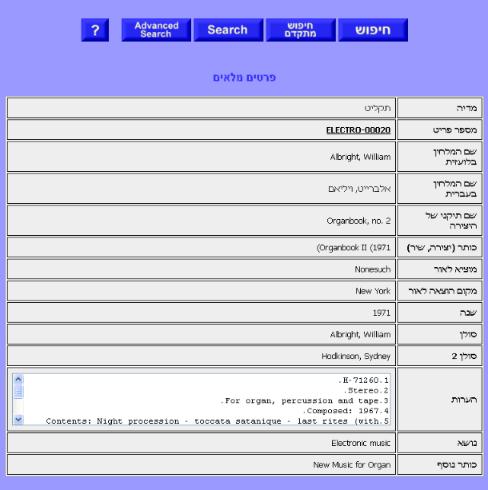 חיפוש
חיפוש מתקדם
Search
Advanced Search
?
פרטים מלאים
מדיה תקליט
מספר פריט ELECTRO-00020
שם המלחין בלועזית Albright, William
שם המלחין בעברית אלברייט, ויליאם
שם תיקני של היצירה Organbook, no. 2
כותר (יצירה, שיר) (Organbook II (1971
מוציא לאור Nonesuch
מקום הוצאה לאור New York
שנה 1971
סולן Albright, William
סולן 2 Hodkinson, Sydney
הערות
.H-71260.1
.Stereo.2
.For organ, percussion and tape.3
.Composed: 1967.4
Contents: Night procession - toccata satanique - last rites (with.5
נושא Electronic music
כותר נוסף New Music for Organ